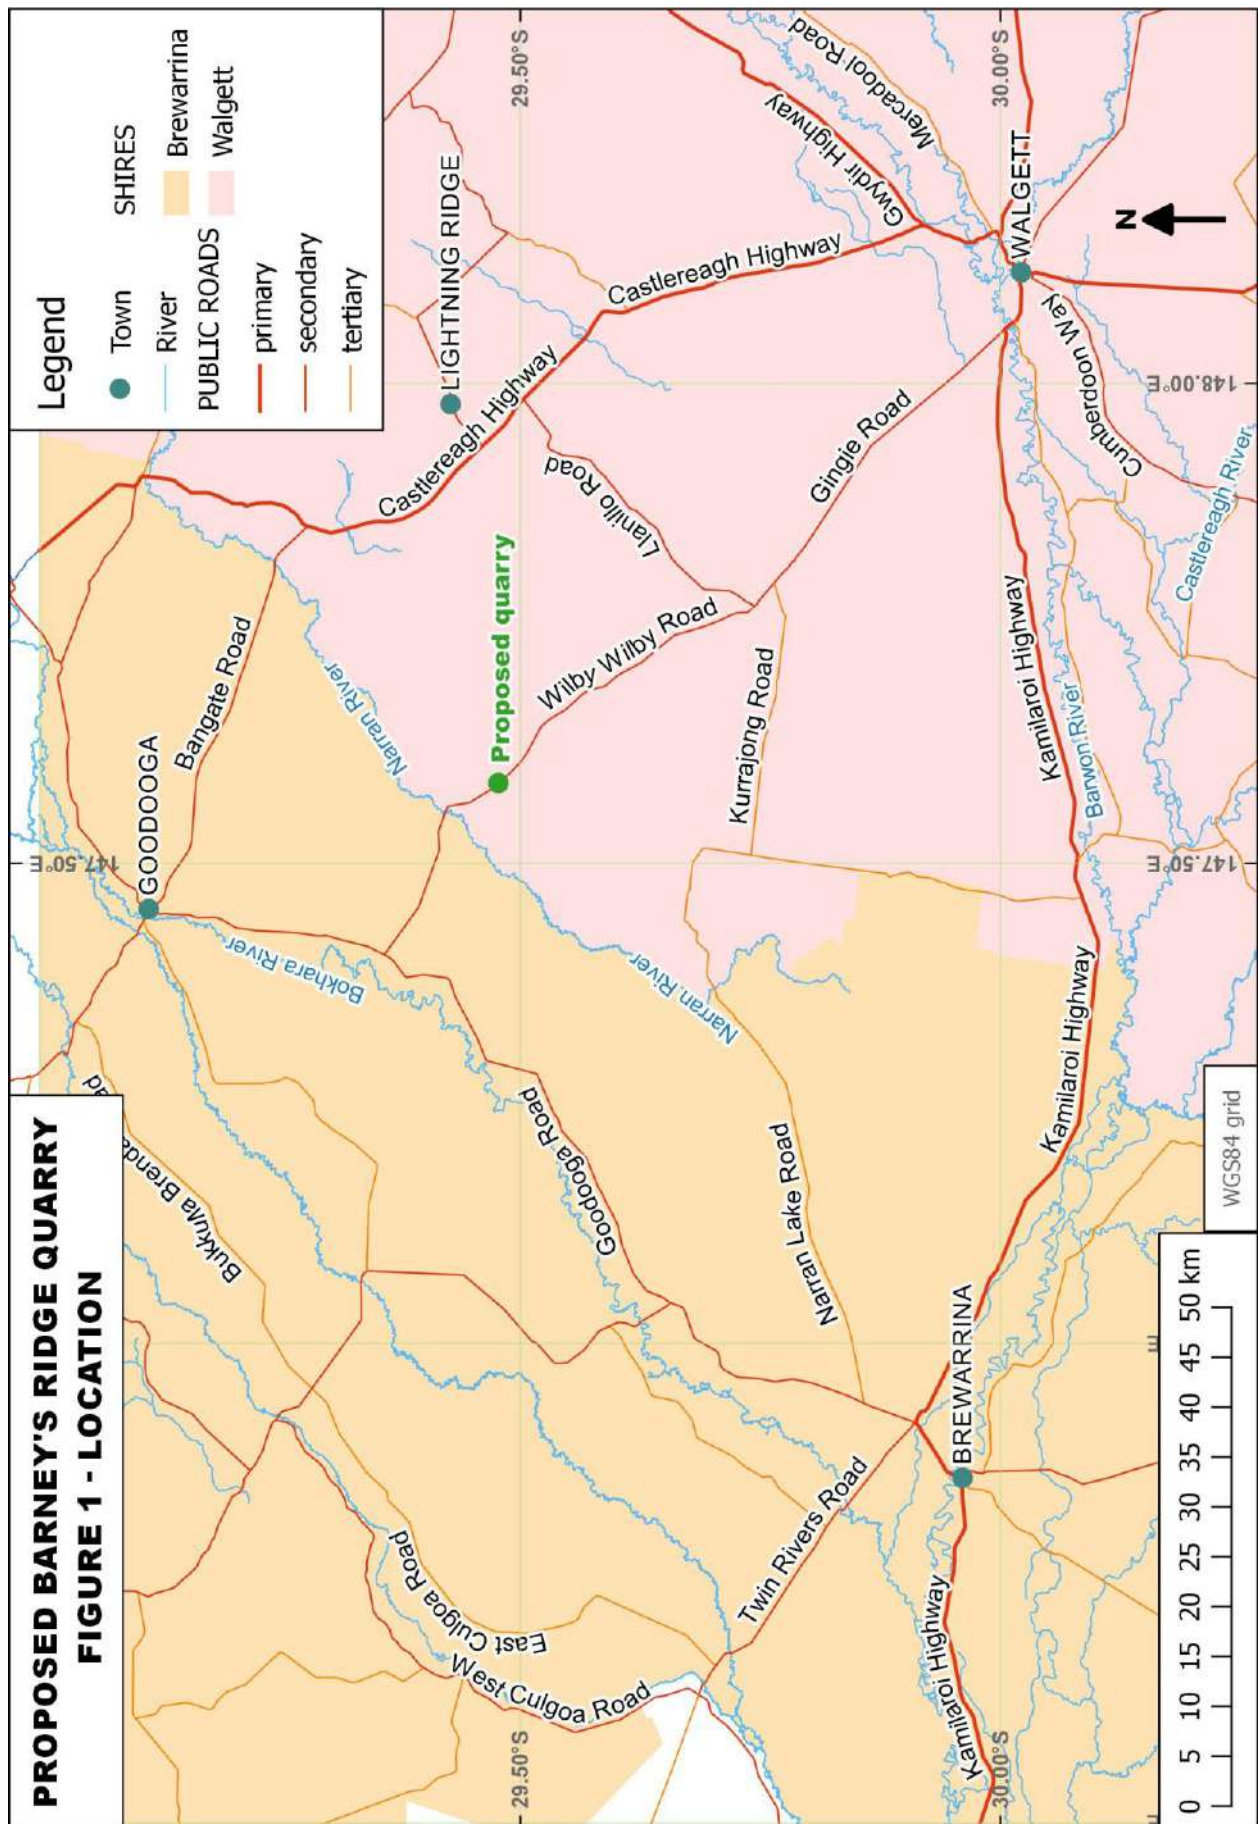 PROPOSED BARNEY'S RIDGE QUARRY
FIGURE 1 - LOCATION
Legend
Town
River
PUBLIC ROADS
primary
secondary
tertiary
SHIRES
Brewarrina
Walgett
147.50°E
GOODOOGA
Bangate Road
Bokhara River
Narran River
Bukkulla Brenda
ad
Castlereagh Highway
LIGHTNING RIDGE
29.50°S
Proposed quarry
Castlereagh Highway
Llanillo Road
Wilby Wilby Road
Gwydir Highway
Mercadool Road
Goodooga Road
Narran River
East Culgoa Road
West Culgoa Road
29.50°S
Kurrajong Road
Gingie Road
Narran Lake Road
Twin Rivers Road
30.00°S
WALGETT
N
Cumberdoon Way
Kamilaroi Highway
Barwon River
Kamilaroi Highway
Kamilaroi Highway
BREWARRINA
Kamilaroi Highway
30.00°S
148.00°E
147.50°E
E
Castlereagh River
WGS84 grid
0 5 10 15 20 25 30 35 40 45 50 km